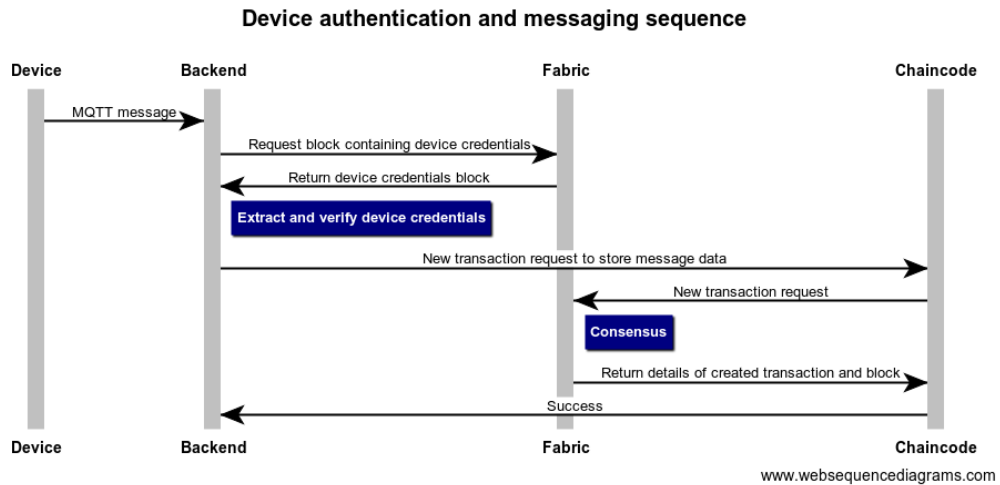 Device authentication and messaging sequence
Device Backend Fabric Chaincode
MQTT message
Request block containing device credentials
Return device credentials block
Extract and verify device credentials
New transaction request to store message data
New transaction request
Consensus
Return details of created transaction and block
Success
Device Backend Fabric Chaincode
www.websequencediagrams.com